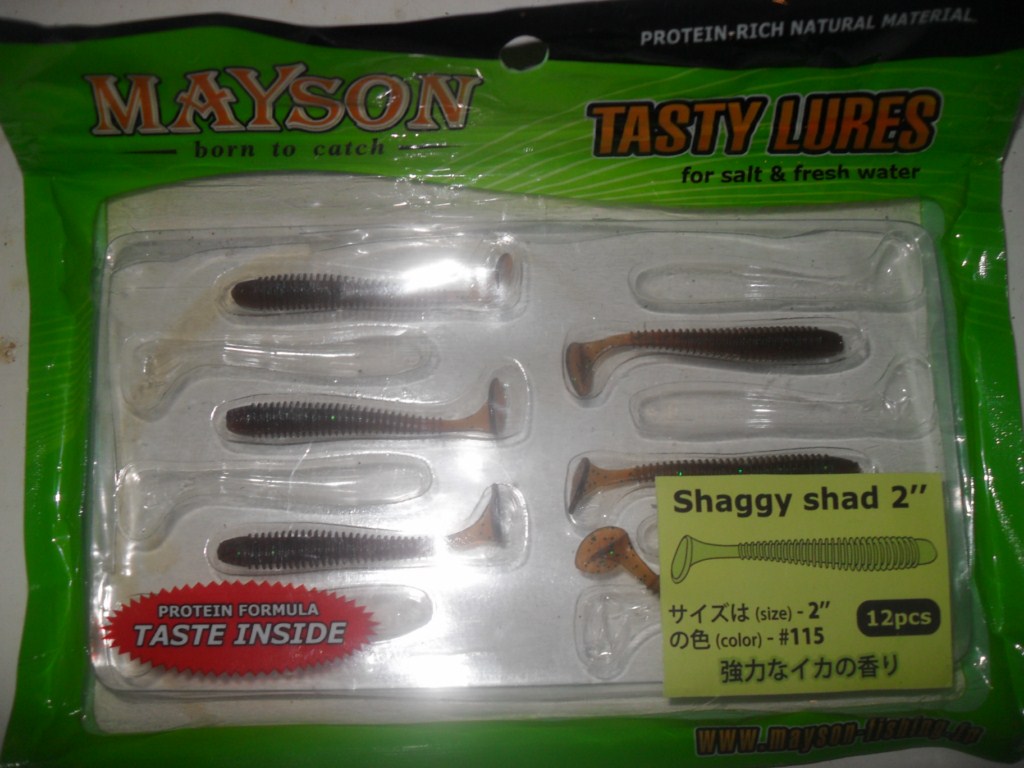 PROTEIN-RICH NATURAL MATERIAL
MAYSON
born to catch
TASTY LURES
for salt & fresh water
Shaggy shad 2″
サイズは (size) - 2″
の色 (color) - #115
12pcs
強力なイカの香り
PROTEIN FORMULA
TASTE INSIDE